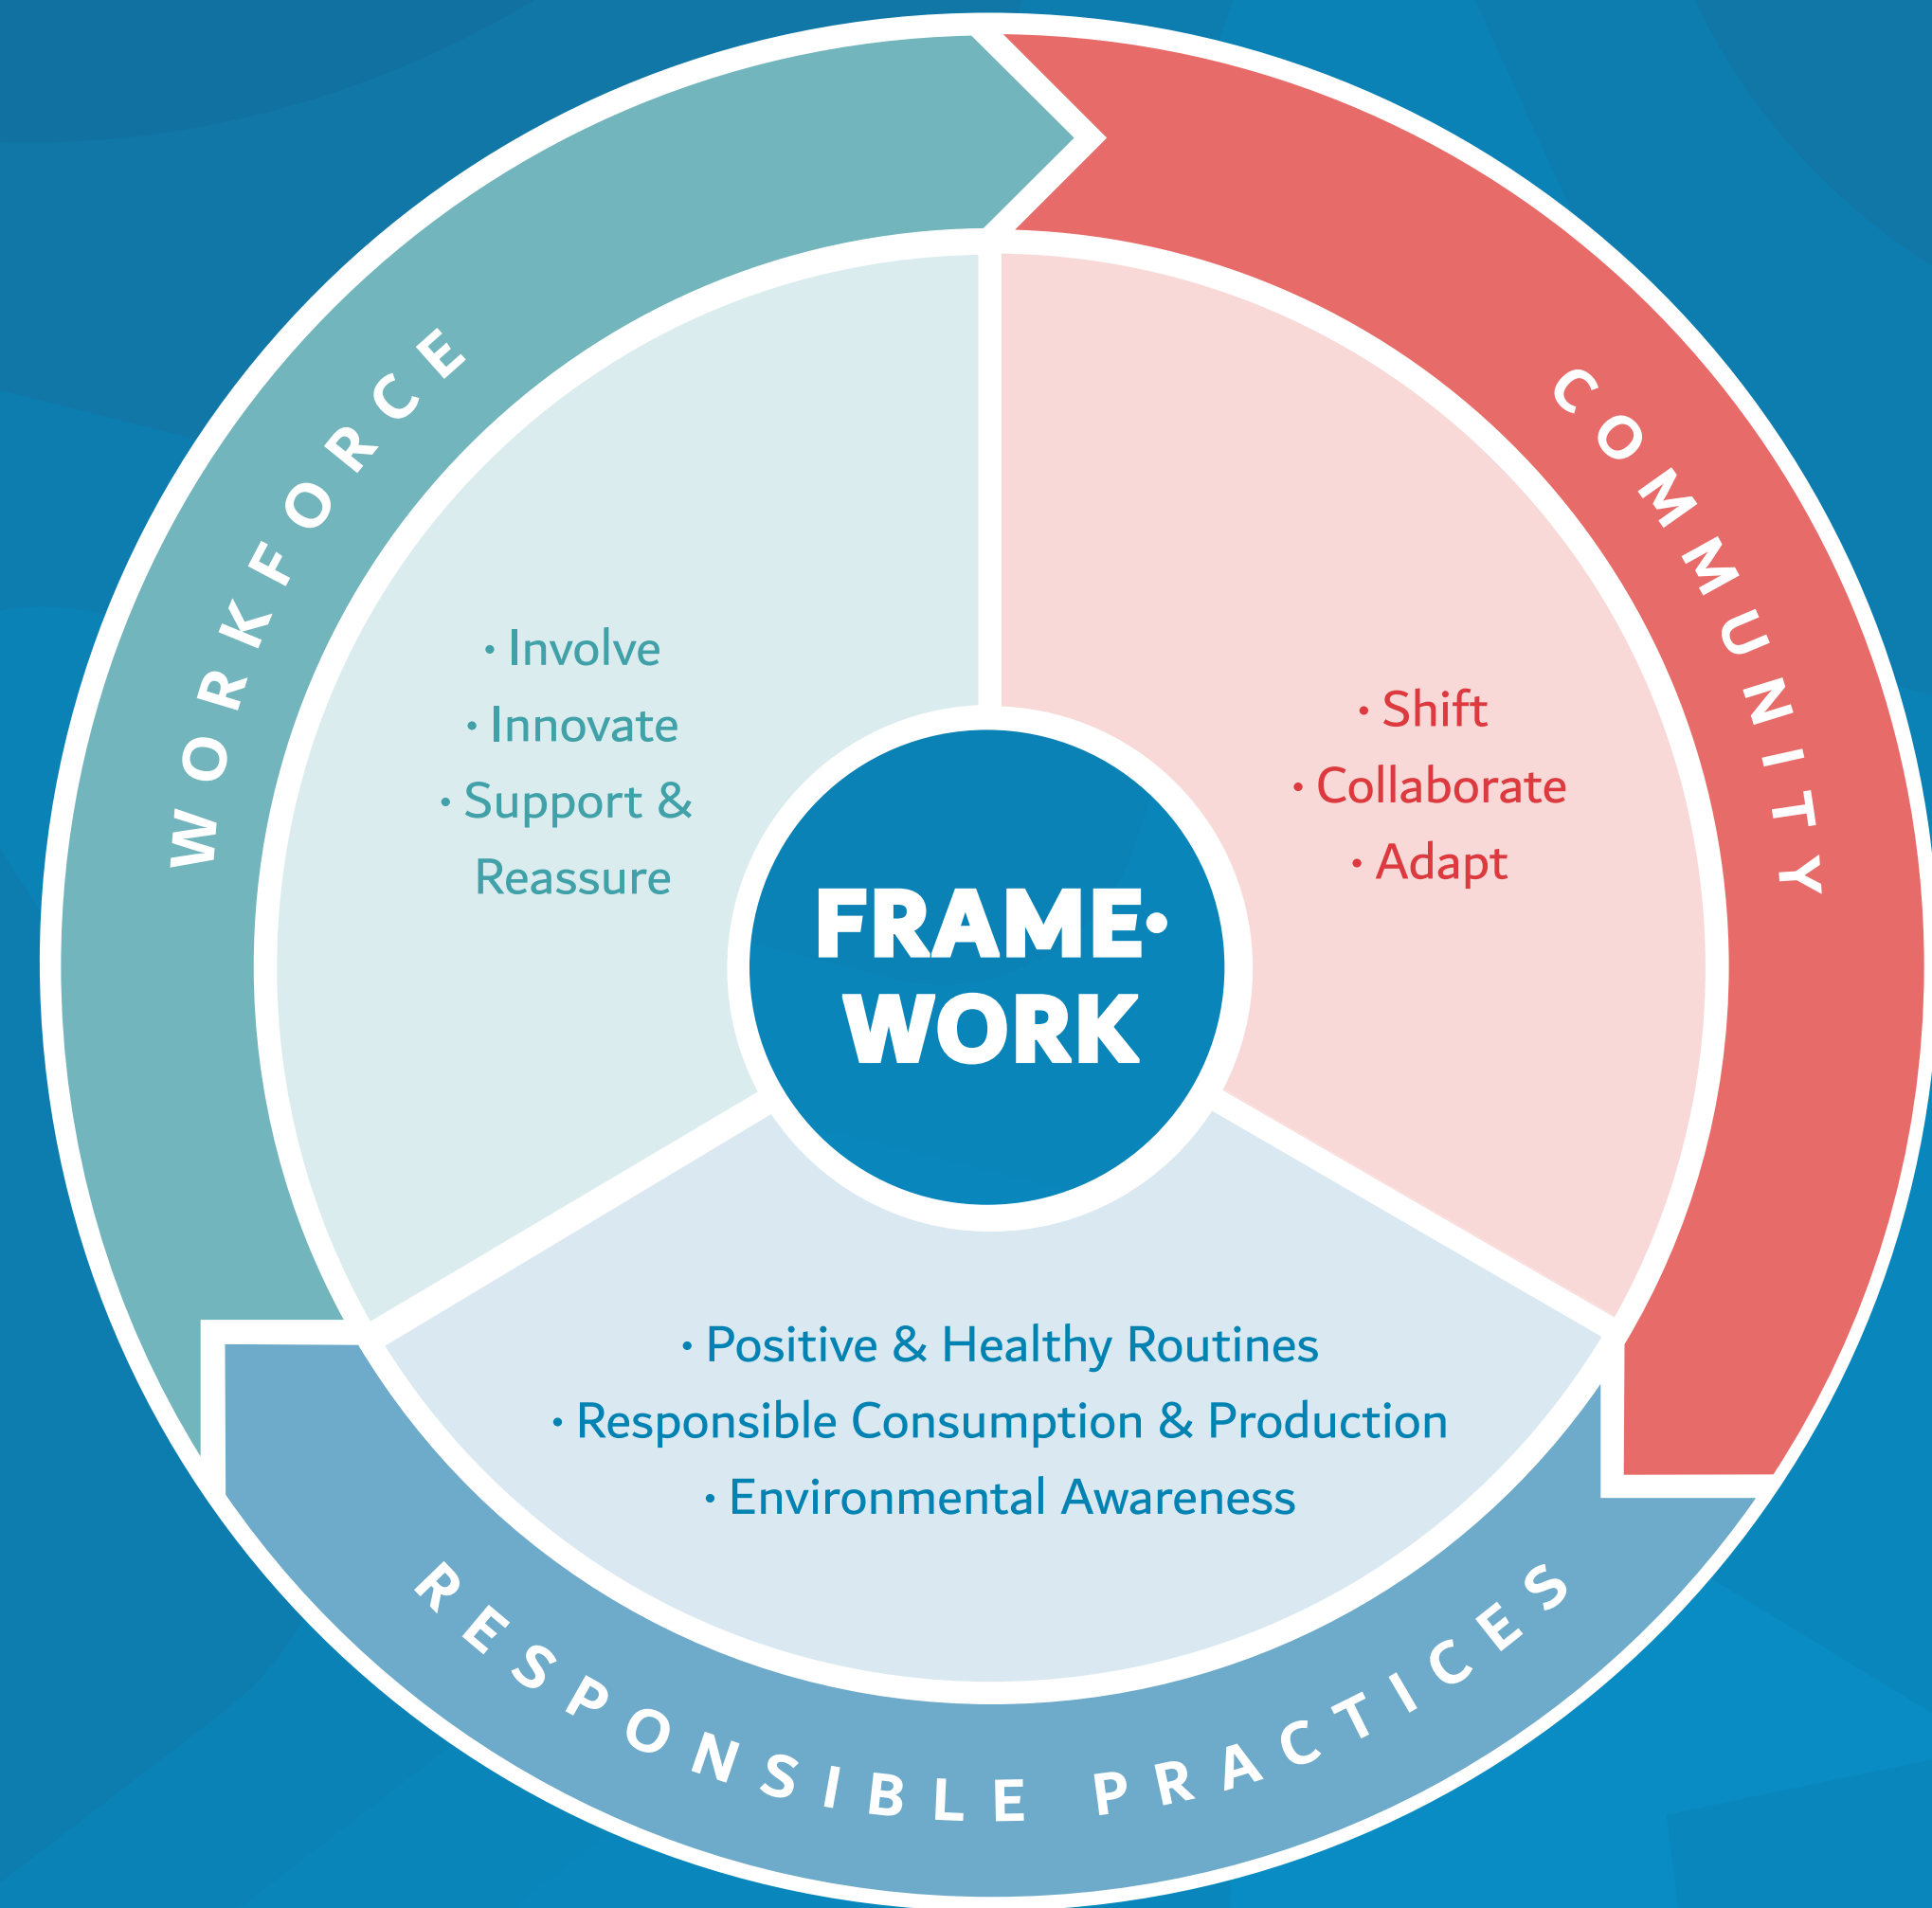 WORKFORCE
• Involve
• Innovate
• Support &
Reassure
COMMUNITY
• Shift
• Collaborate
• Adapt
FRAME•
WORK
• Positive & Healthy Routines
• Responsible Consumption & Production
• Environmental Awareness
RESPONSIBLE PRACTICES